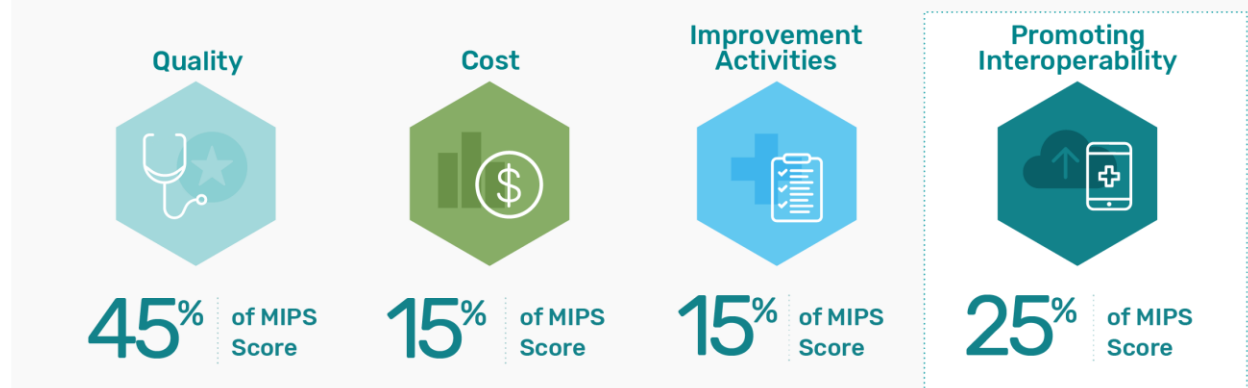 Quality
45%
of MIPS
Score
Cost
15%
of MIPS
Score
Improvement
Activities
15%
of MIPS
Score
Promoting
Interoperability
25%
of MIPS
Score